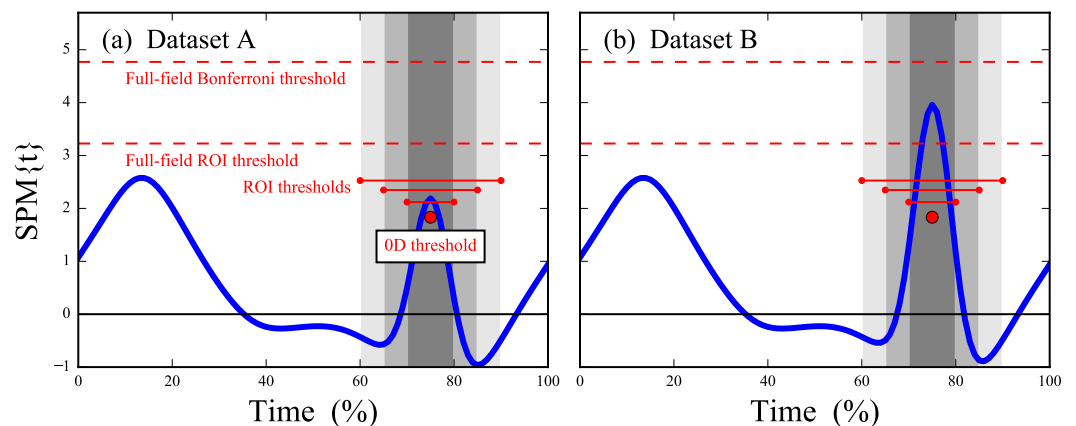 (a) Dataset A
(b) Dataset B
SPM{t}
5
4
3
2
1
0
−1
Full-field Bonferroni threshold
Full-field ROI threshold
ROI thresholds
0D threshold
0 20 40 60 80 100
0 20 40 60 80 100
Time (%)
Time (%)